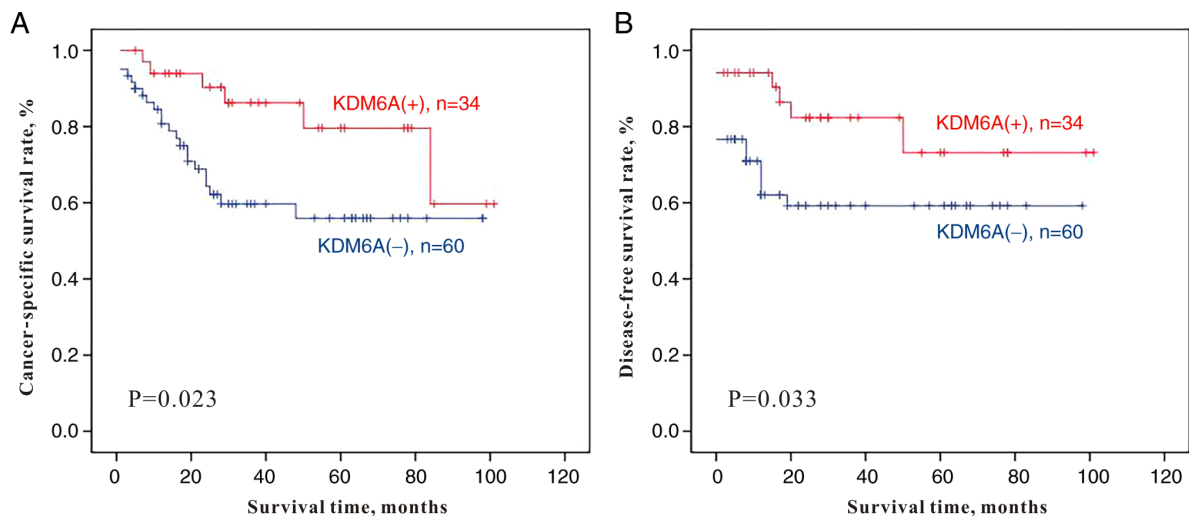 A
Cancer-specific survival rate, %
1.0
0.8
0.6
0.4
0.2
0.0
KDM6A(+), n=34
KDM6A(−), n=60
P=0.023
0 20 40 60 80 100 120
Survival time, months
B
Disease-free survival rate, %
1.0
0.8
0.6
0.4
0.2
0.0
KDM6A(+), n=34
KDM6A(−), n=60
P=0.033
0 20 40 60 80 100 120
Survival time, months